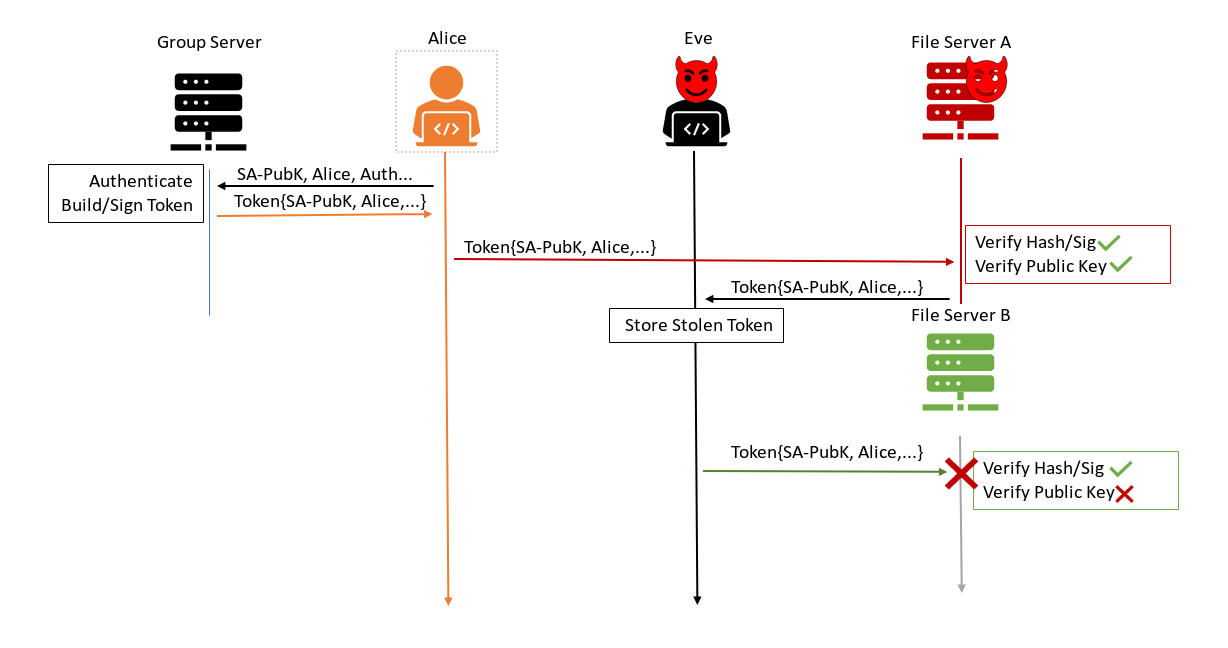 Group Server
Alice
Eve
File Server A
Authenticate
Build/Sign Token
SA-PubK, Alice, Auth...
Token{SA-PubK, Alice,...}
Token{SA-PubK, Alice,...}
Verify Hash/Sig
Verify Public Key
Token{SA-PubK, Alice,...}
Store Stolen Token
File Server B
Token{SA-PubK, Alice,...}
Verify Hash/Sig
Verify Public Key